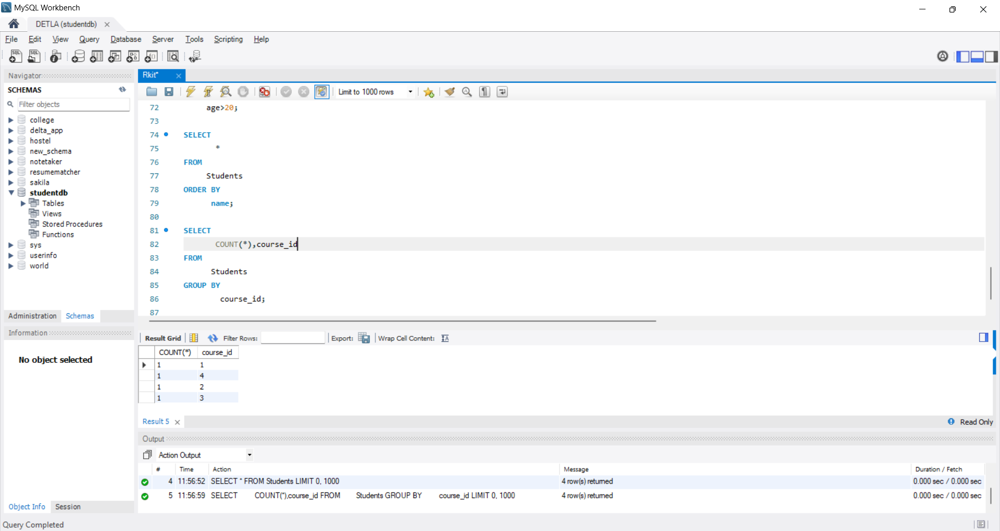 MySQL Workbench
DETLA (studentdb)
File Edit View Query Database Server Tools Scripting Help
Navigator
SCHEMAS
Filter objects
college
delta_app
hostel
new_schema
notetaker
resumematcher
sakila
studentdb
Tables
Views
Stored Procedures
Functions
sys
userinfo
world
Administration Schemas
Information
No object selected
Object Info Session
Rkit*
Limit to 1000 rows
72 age>20;
73
74 SELECT
75 *
76 FROM
77 Students
78 ORDER BY
79 name;
80
81 SELECT
82 COUNT(*),course_id
83 FROM
84 Students
85 GROUP BY
86 course_id;
87
Result Grid Filter Rows: Export: Wrap Cell Content:
COUNT(*) course_id
1 1
1 4
1 2
1 3
Result 5 Read Only
Output
Action Output
# Time Action Message Duration / Fetch
4 11:56:52 SELECT * FROM Students LIMIT 0, 1000 4 row(s) returned 0.000 sec / 0.000 sec
5 11:56:59 SELECT COUNT(*),course_id FROM Students GROUP BY course_id LIMIT 0, 1000 4 row(s) returned 0.000 sec / 0.000 sec
Query Completed